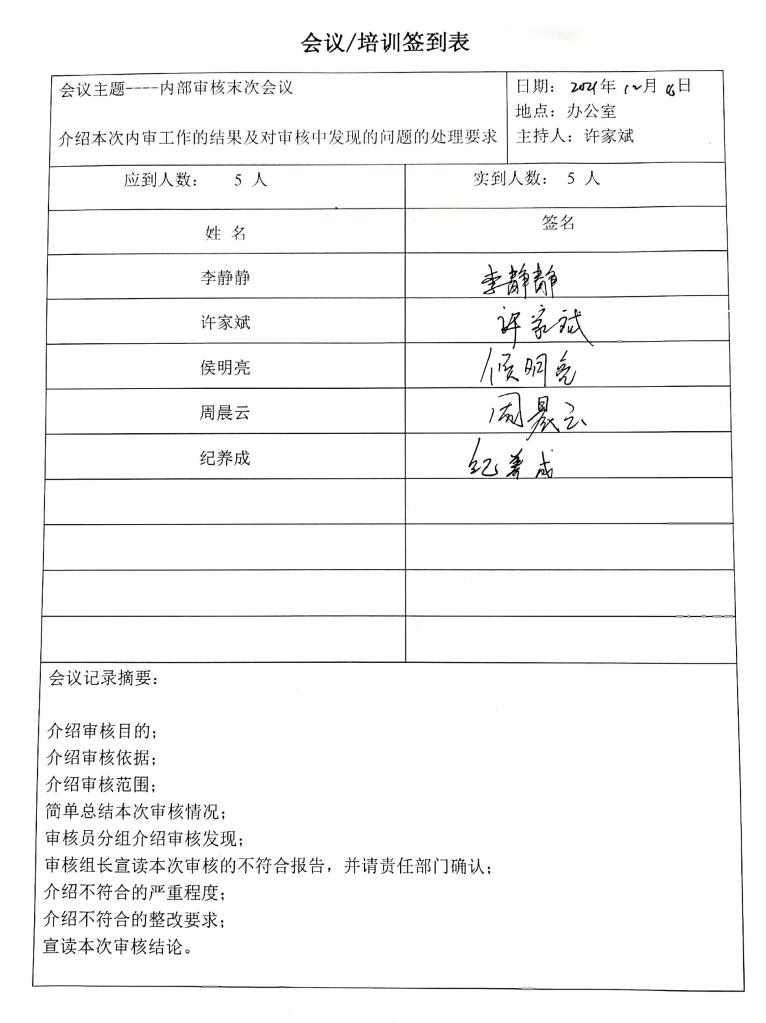 会议/培训签到表
会议主题----内部审核末次会议
介绍本次内审工作的结果及对审核中发现的问题的处理要求
日期： 2021年 12月 日
地点：办公室
主持人：许家斌
应到人数： 5 人
实到人数： 5 人
姓 名
签名
李静静
李静静
许家斌
许家斌
侯明亮
侯明亮
周晨云
周晨云
纪养成
纪养成
会议记录摘要：
介绍审核目的；
介绍审核依据；
介绍审核范围；
简单总结本次审核情况；
审核员分组介绍审核发现；
审核组长宣读本次审核的不符合报告，并请责任部门确认；
介绍不符合的严重程度；
介绍不符合的整改要求；
宣读本次审核结论。